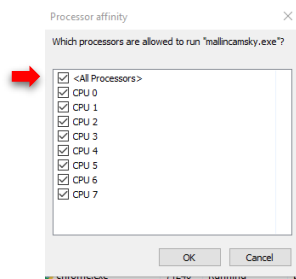 Processor affinity
Which processors are allowed to run "mallincamsky.exe"?
<All Processors>
CPU 0
CPU 1
CPU 2
CPU 3
CPU 4
CPU 5
CPU 6
CPU 7
OK Cancel